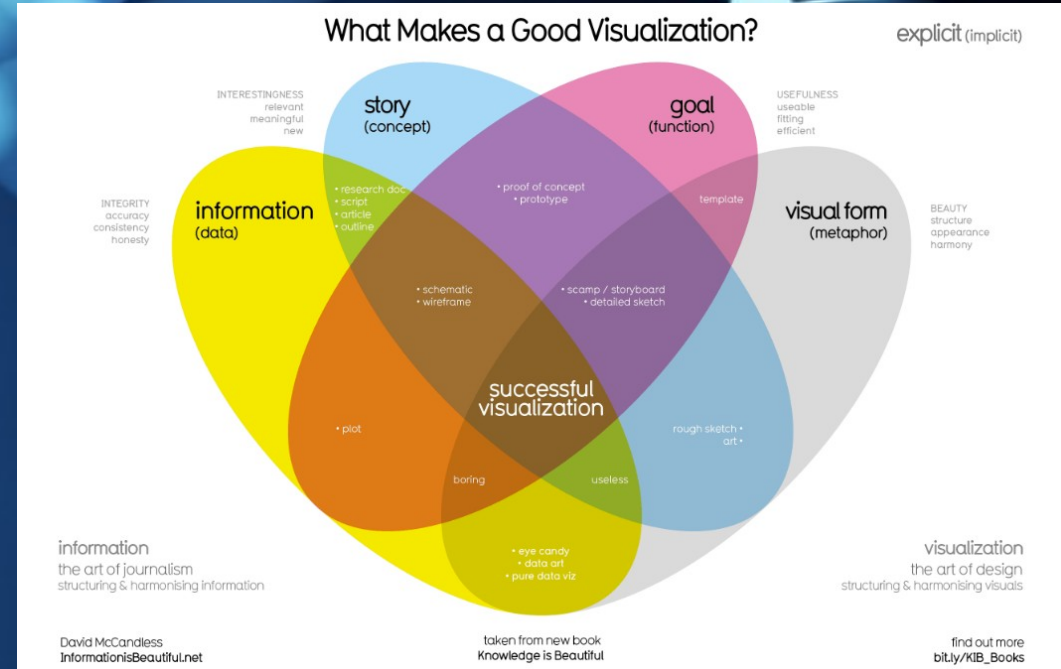 What Makes a Good Visualization?
explicit (implicit)
INTERESTINGNESS
relevant
meaningful
new
story
(concept)
goal
(function)
USEFULNESS
useable
fitting
efficient
INTEGRITY
accuracy
consistency
honesty
information
(data)
• research doc
• script
• article
• outline
• proof of concept
• prototype
template
visual form
(metaphor)
BEAUTY
structure
appearance
harmony
• schematic
• wireframe
• scamp / storyboard
• detailed sketch
successful
visualization
• plot
rough sketch •
art •
boring
useless
• eye candy
• data art
• pure data viz
information
the art of journalism
structuring & harmonising information
visualization
the art of design
structuring & harmonising visuals
David McCandless
InformationisBeautiful.net
taken from new book
Knowledge is Beautiful
find out more
bit.ly/KIB_Books